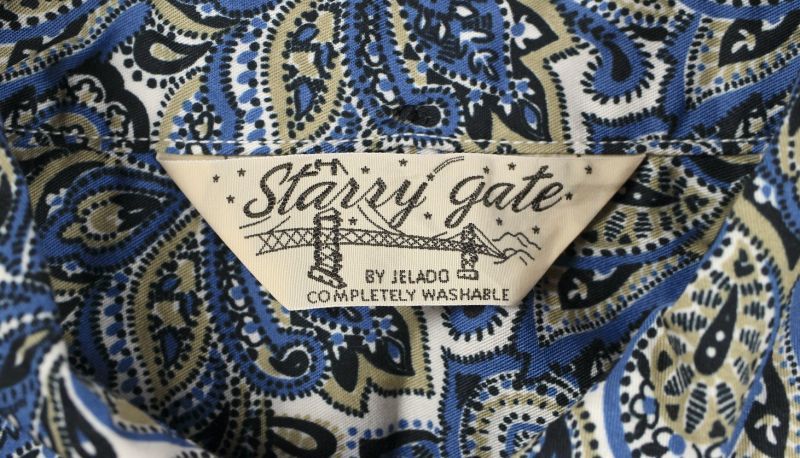 Starry gate
BY JELADO
COMPLETELY WASHABLE